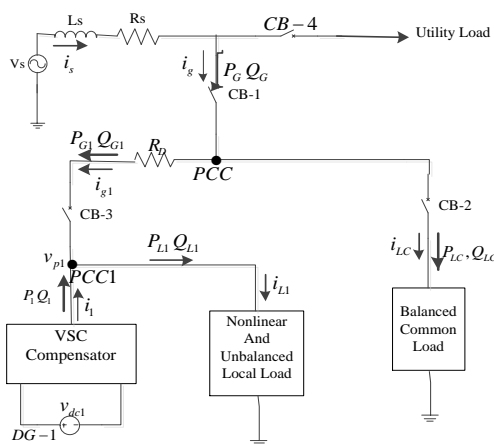 Ls
Rs
CB-4
Utility Load
Vs
i_s
i_g
P_G Q_G
CB-1
P_G1 Q_G1
R_D
PCC
i_g1
CB-3
CB-2
v_p1
PCC1
P_L1 Q_L1
i_LC
P_LC, Q_LC
P_1 Q_1
i_1
i_L1
VSC
Compensator
Nonlinear
And
Unbalanced
Local Load
Balanced
Common
Load
v_dc1
DG-1